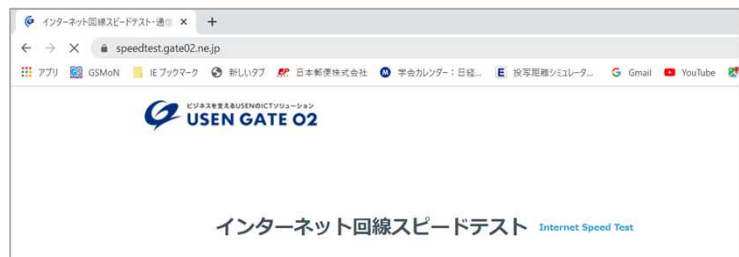 インターネット回線スピードテスト-通信
speedtest.gate02.ne.jp
アプリ GSMoN IE ブックマーク 新しいタブ 日本郵便株式会社 学会カレンダー：日経... E 投写距離シミュレータ... Gmail YouTube
ビジネスを支えるUSENのICTソリューション
USEN GATE 02
インターネット回線スピードテスト Internet Speed Test